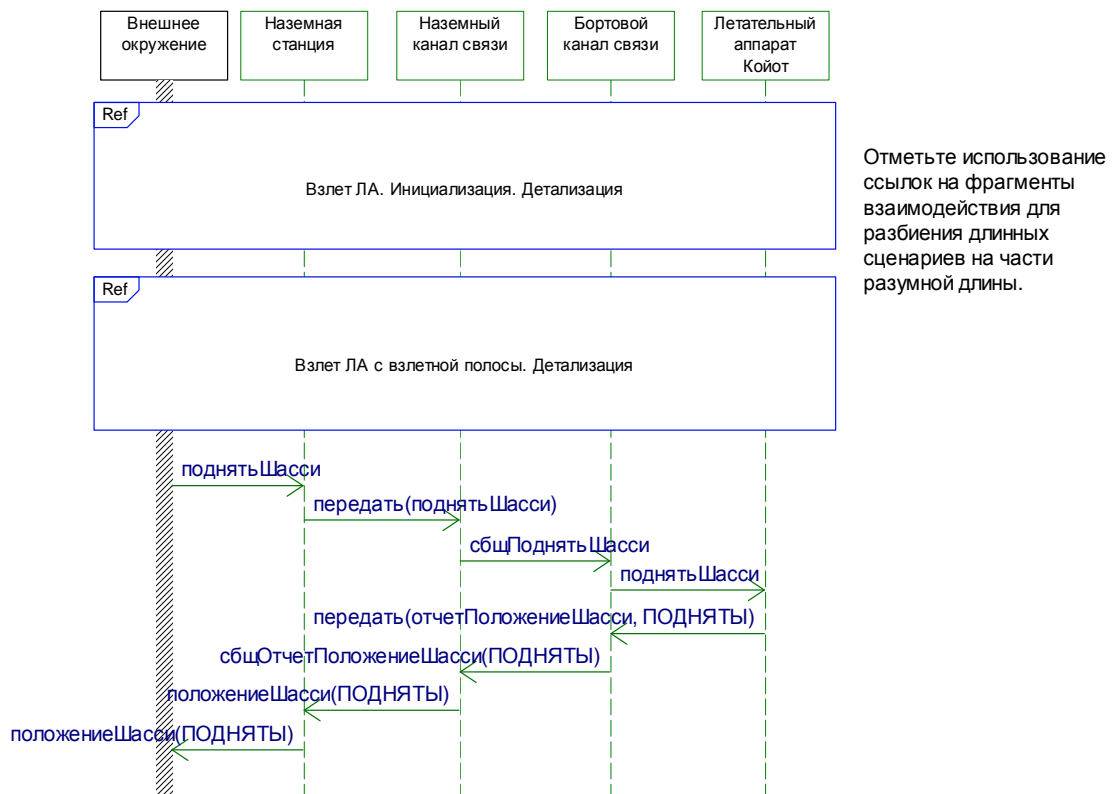 Внешнее
окружение
Наземная
станция
Наземный
канал связи
Бортовой
канал связи
Летательный
аппарат
Койот
Ref
Взлет ЛА. Инициализация. Детализация
Отметьте использование
ссылок на фрагменты
взаимодействия для
разбиения длинных
сценариев на части
разумной длины.
Ref
Взлет ЛА с взлетной полосы. Детализация
поднятьШасси
передать(поднятьШасси)
сбщПоднятьШасси
поднятьШасси
передать(отчетПоложениеШасси, ПОДНЯТЫ)
сбщОтчетПоложениеШасси(ПОДНЯТЫ)
положениеШасси(ПОДНЯТЫ)
положениеШасси(ПОДНЯТЫ)